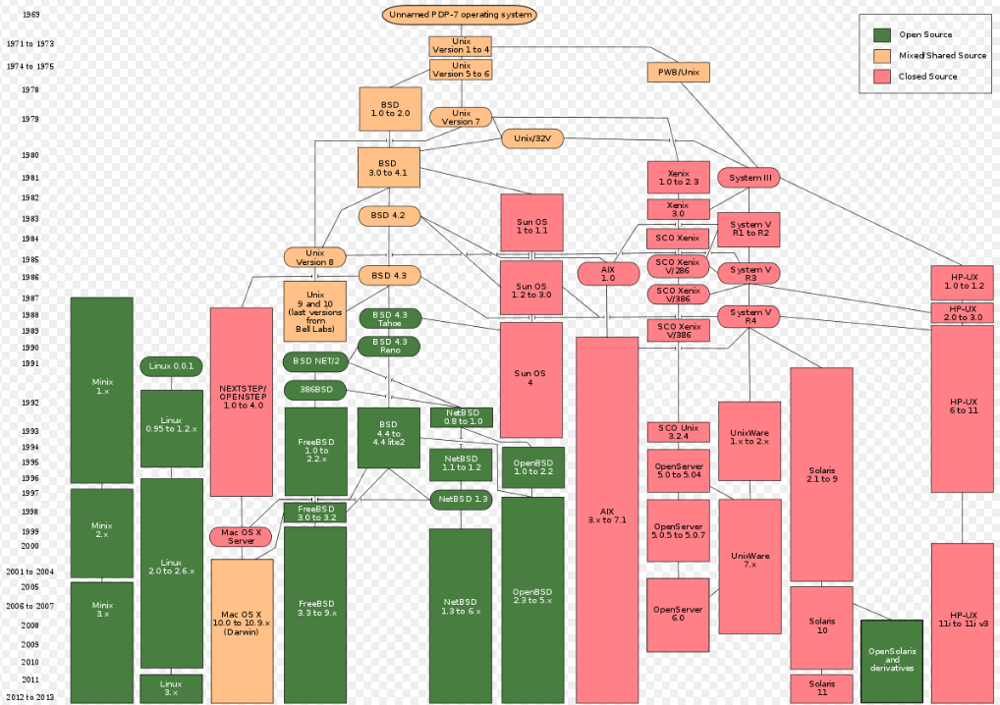 1969
1971 to 1973
1974 to 1975
1978
1979
1980
1981
1982
1983
1984
1985
1986
1987
1988
1989
1990
1991
1992
1993
1994
1995
1996
1997
1998
1999
2000
2001 to 2004
2005
2006 to 2007
2008
2009
2010
2011
2012 to 2013
Open Source
Mixed/Shared Source
Closed Source
Unnamed PDP-7 operating system
Unix
Version 1 to 4
Unix
Version 5 to 6
PWB/Unix
BSD
1.0 to 2.0
Unix
Version 7
Unix/32V
BSD
3.0 to 4.1
Xenix
1.0 to 2.3
System III
Xenix
3.0
BSD 4.2
Sun OS
1 to 1.1
System V
R1 to R2
SCO Xenix
Unix
Version 8
AIX
1.0
SCO Xenix
V/286
System V
R3
BSD 4.3
Sun OS
1.2 to 3.0
HP-UX
1.0 to 1.2
SCO Xenix
V/386
Unix
9 and 10
(last versions
from
Bell Labs)
BSD 4.3
Tahoe
System V
R4
HP-UX
2.0 to 3.0
SCO Xenix
V/386
BSD 4.3
Reno
BSD NET/2
Linux 0.0.1
Sun OS
4
Minix
1.x
NEXTSTEP/
OPENSTEP
1.0 to 4.0
386BSD
HP-UX
6 to 11
NetBSD
0.8 to 1.0
Linux
0.95 to 1.2.x
BSD
4.4 to
4.4 lite2
SCO Unix
3.2.4
UnixWare
1.x to 2.x
FreeBSD
1.0 to
2.2.x
NetBSD
1.1 to 1.2
OpenBSD
1.0 to 2.2
OpenServer
5.0 to 5.04
Solaris
2.1 to 9
NetBSD 1.3
FreeBSD
3.0 to 3.2
AIX
3.x to 7.1
Minix
2.x
Mac OS X
Server
OpenServer
5.0.5 to 5.0.7
Linux
2.0 to 2.6.x
UnixWare
7.x
Minix
3.x
Mac OS X
10.0 to 10.9.x
(Darwin)
FreeBSD
3.3 to 9.x
NetBSD
1.3 to 6.x
OpenBSD
2.3 to 5.x
OpenServer
6.0
Solaris
10
HP-UX
11i to 11i v3
OpenSolaris
and
derivatives
Linux
3.x
Solaris
11